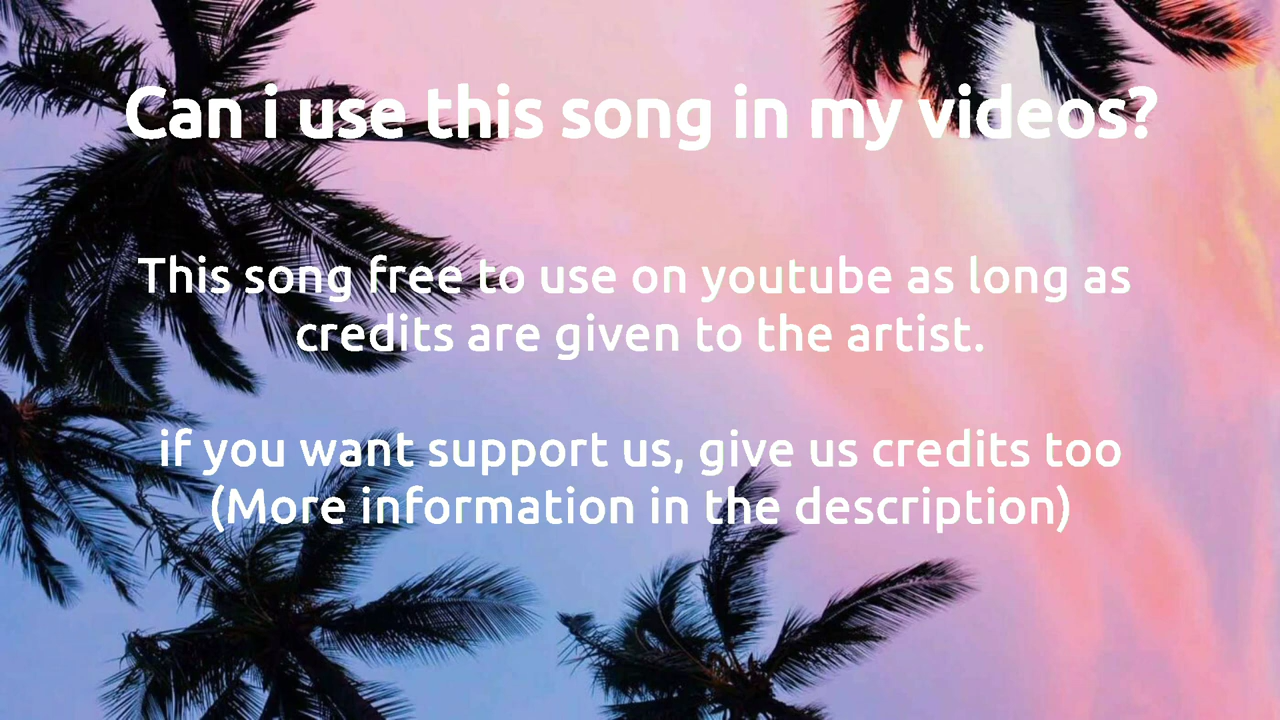 Can i use this song in my videos?
This song free to use on youtube as long as
credits are given to the artist.
if you want support us, give us credits too
(More information in the description)